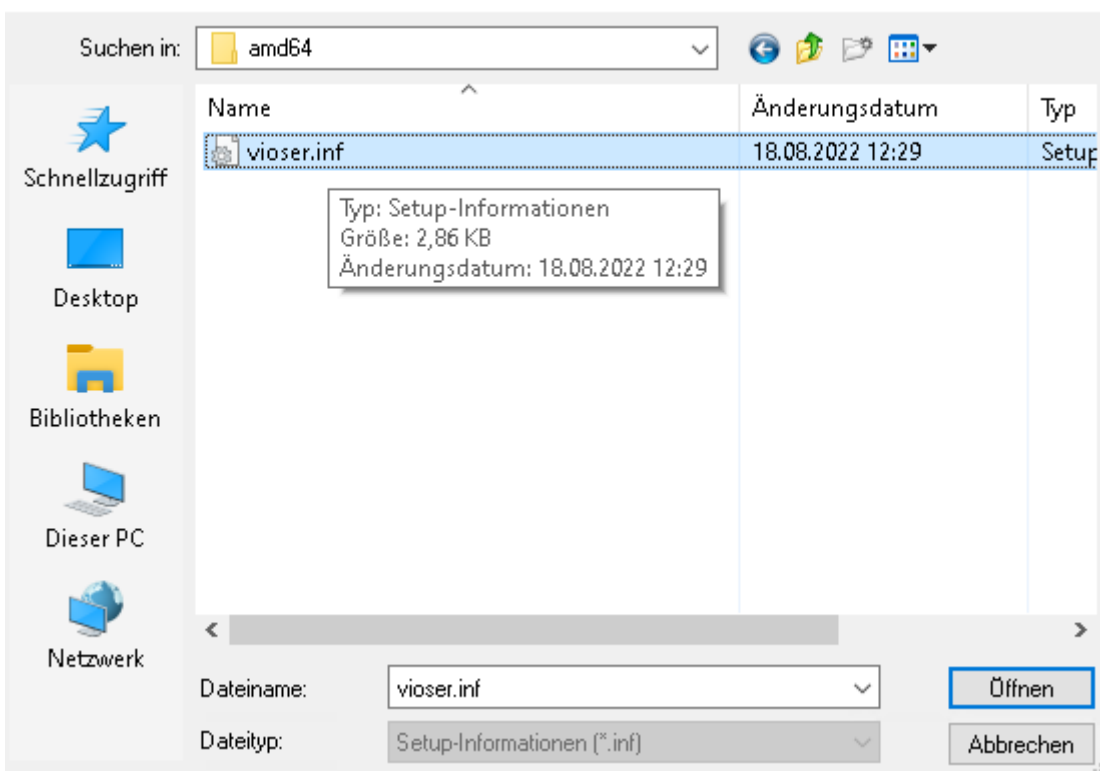 Suchen in: amd64
Name Änderungsdatum Typ
vioser.inf 18.08.2022 12:29 Setup
Typ: Setup-Informationen
Größe: 2,86 KB
Änderungsdatum: 18.08.2022 12:29
Schnellzugriff
Desktop
Bibliotheken
Dieser PC
Netzwerk
Dateiname: vioser.inf Öffnen
Dateityp: Setup-Informationen (*.inf) Abbrechen